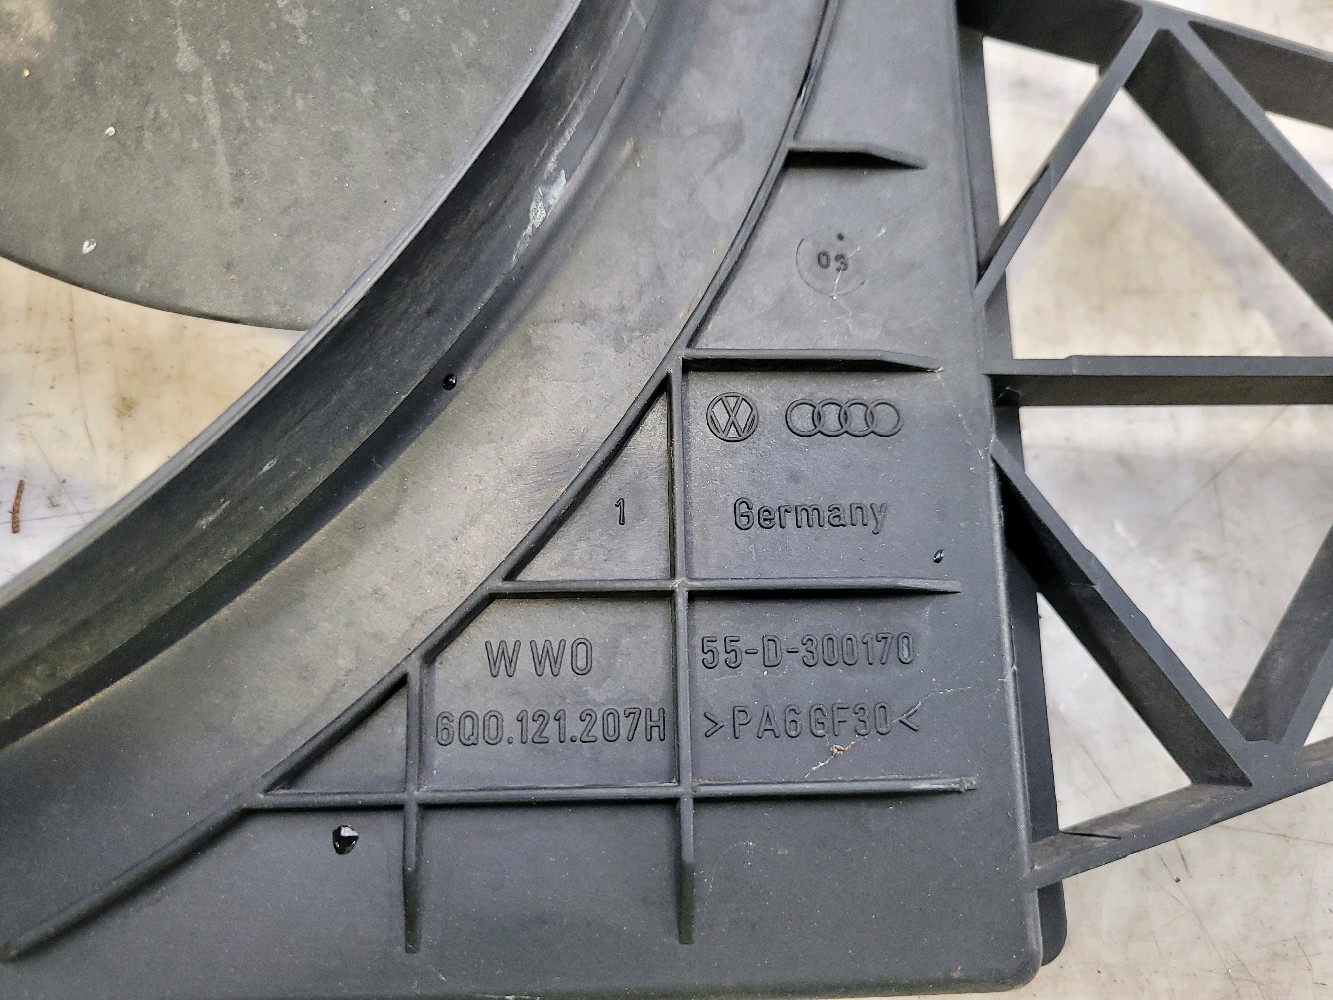 03
1
Germany
WWO
55-D-300170
6Q0.121.207H
>PA6GF30<